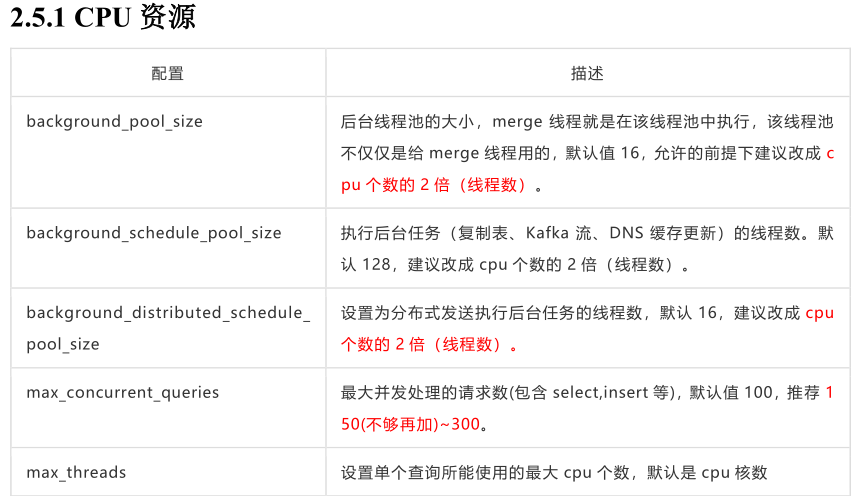 2.5.1 CPU 资源
配置
描述
background_pool_size
后台线程池的大小，merge 线程就是在该线程池中执行，该线程池
不仅仅是给 merge 线程用的，默认值 16，允许的前提下建议改成 c
pu 个数的 2 倍（线程数）。
background_schedule_pool_size
执行后台任务（复制表、Kafka 流、DNS 缓存更新）的线程数。默
认 128，建议改成 cpu 个数的 2 倍（线程数）。
background_distributed_schedule_
pool_size
设置为分布式发送执行后台任务的线程数，默认 16，建议改成 cpu
个数的 2 倍（线程数）。
max_concurrent_queries
最大并发处理的请求数(包含 select,insert 等)，默认值 100，推荐 1
50(不够再加)~300。
max_threads
设置单个查询所能使用的最大 cpu 个数，默认是 cpu 核数